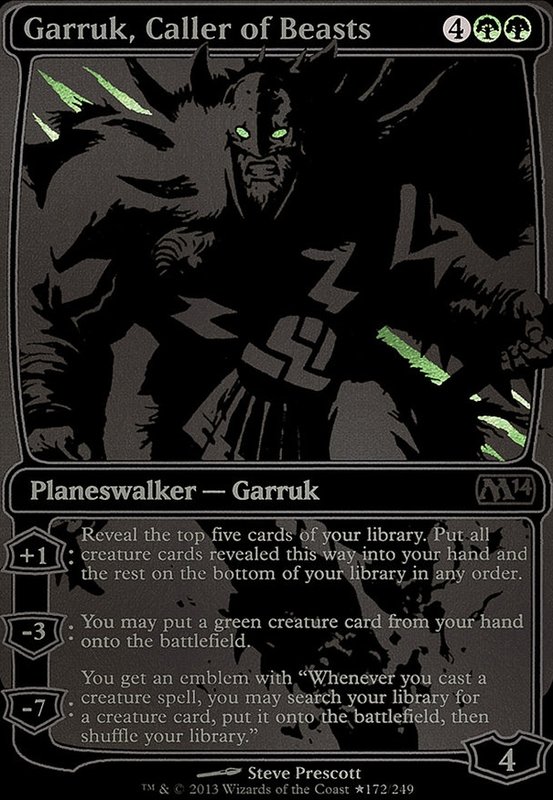 Garruk, Caller of Beasts 4
Planeswalker — Garruk M14
+1: Reveal the top five cards of your library. Put all
creature cards revealed this way into your hand and
the rest on the bottom of your library in any order.
-3: You may put a green creature card from your hand
onto the battlefield.
-7: You get an emblem with “Whenever you cast a
creature spell, you may search your library for
a creature card, put it onto the battlefield, then
shuffle your library.”
4
Steve Prescott
™ & © 2013 Wizards of the Coast ★172/249